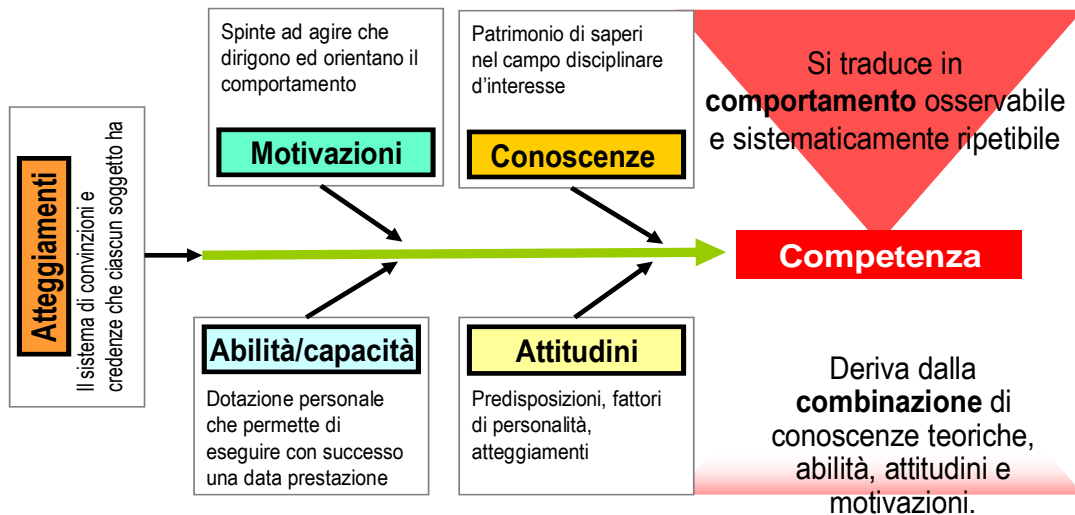 Atteggiamenti
Il sistema di convinzioni e
credenze che ciascun soggetto ha
Spinte ad agire che
dirigono ed orientano il
comportamento
Motivazioni
Patrimonio di saperi
nel campo disciplinare
d'interesse
Conoscenze
Si traduce in
comportamento osservabile
e sistematicamente ripetibile
Competenza
Abilità/capacità
Dotazione personale
che permette di
eseguire con successo
una data prestazione
Attitudini
Predisposizioni, fattori
di personalità,
atteggiamenti
Deriva dalla
combinazione di
conoscenze teoriche,
abilità, attitudini e
motivazioni.